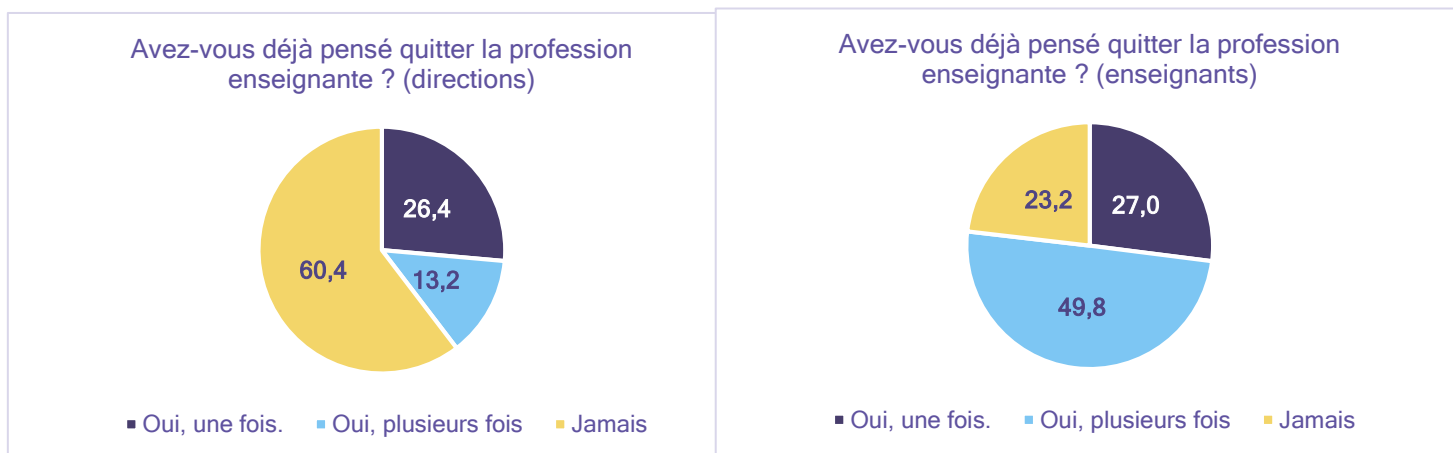 Avez-vous déjà pensé quitter la profession
enseignante ? (directions)
26,4
60,4
13,2
Oui, une fois.
Oui, plusieurs fois
Jamais
Avez-vous déjà pensé quitter la profession
enseignante ? (enseignants)
23,2
27,0
49,8
Oui, une fois.
Oui, plusieurs fois
Jamais